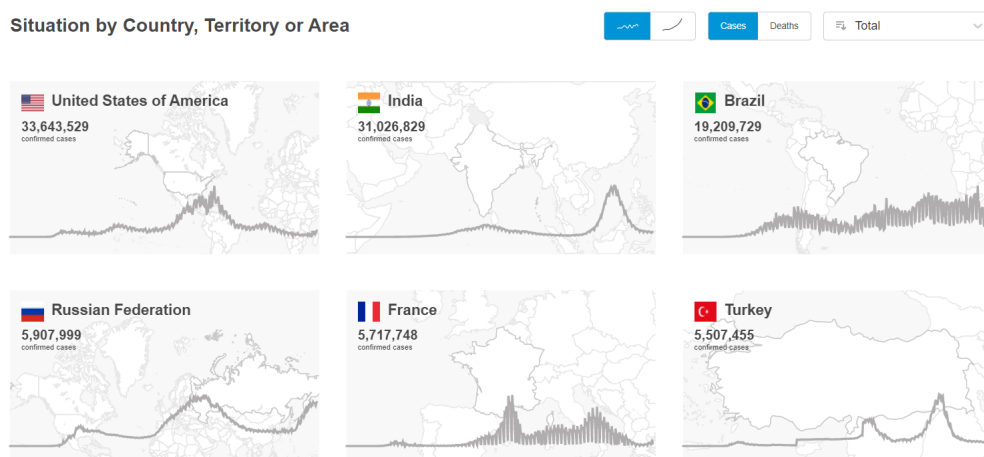 Situation by Country, Territory or Area
Cases
Deaths
Total
United States of America
33,643,529
confirmed cases
India
31,026,829
confirmed cases
Brazil
19,209,729
confirmed cases
Russian Federation
5,907,999
confirmed cases
France
5,717,748
confirmed cases
Turkey
5,507,455
confirmed cases